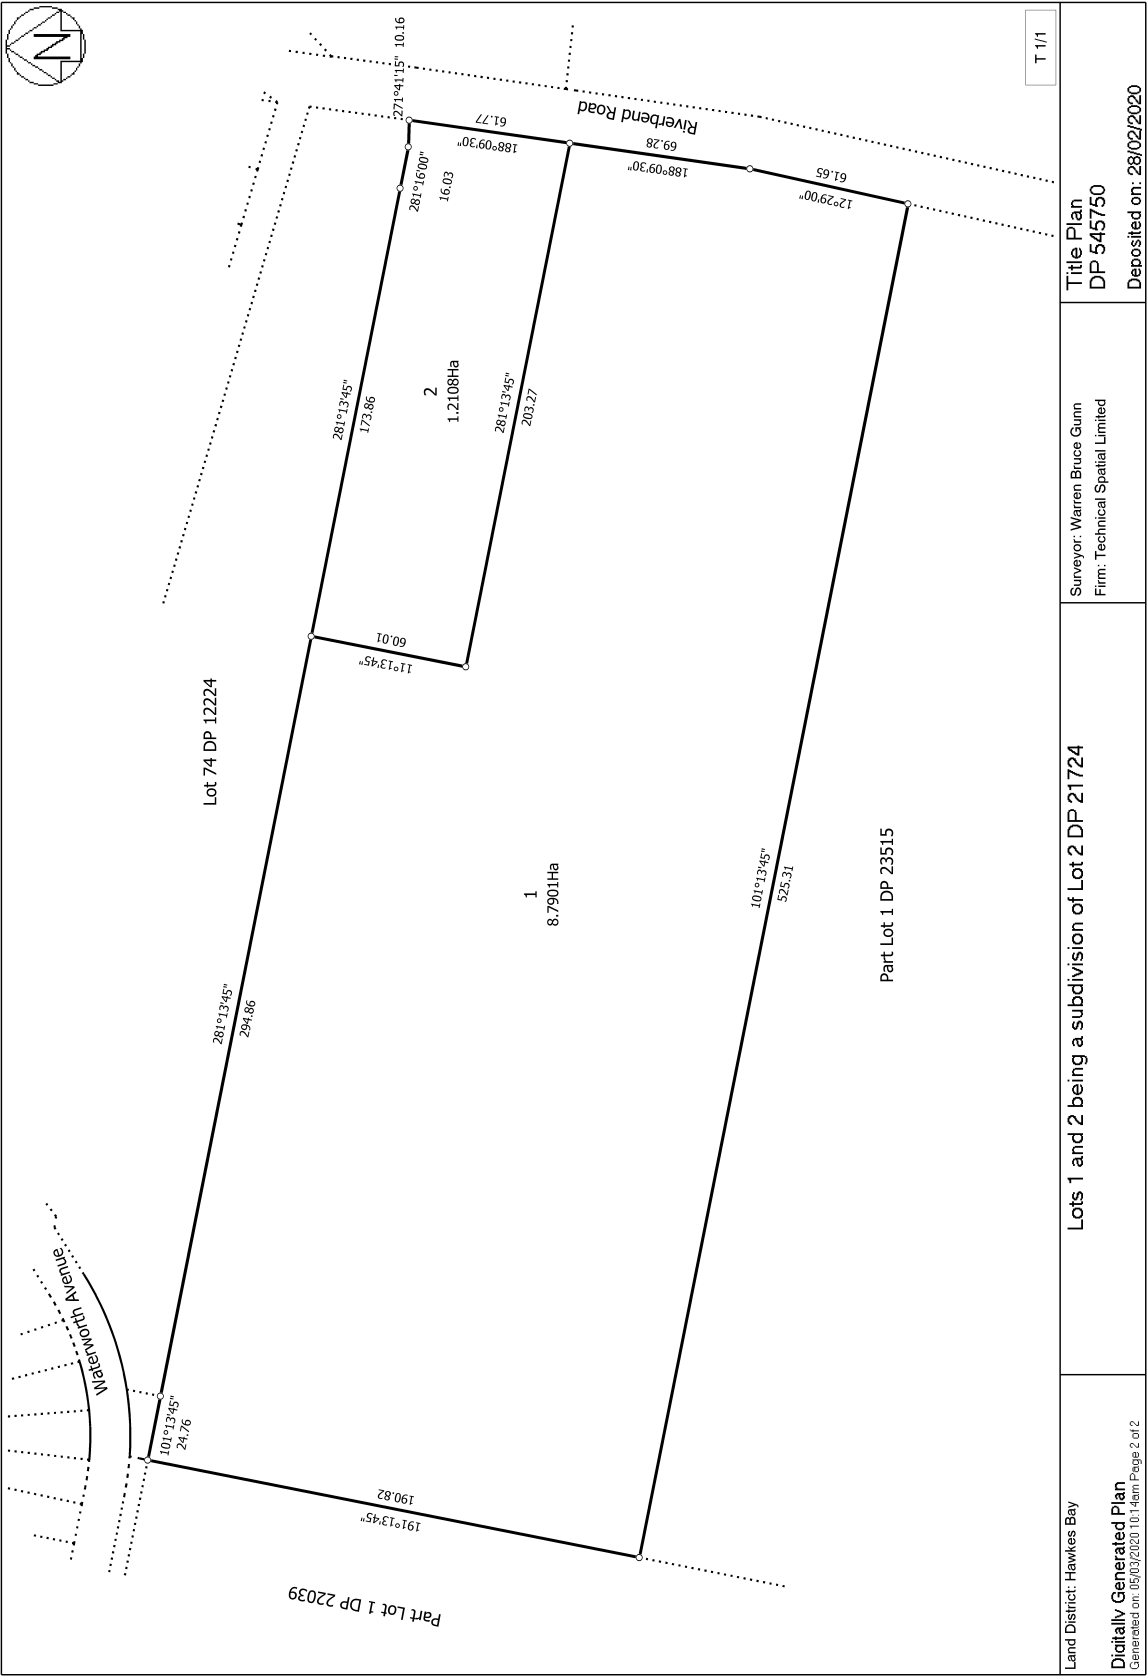 N
T 1/1
271°41'15" 10.16
61.77
188°09'30"
281°16'00"
16.03
Riverbend Road
69.28
188°09'30"
61.65
12°29'00"
281°13'45"
173.86
2
1.2108Ha
281°13'45"
203.27
60.01
11°13'45"
Lot 74 DP 12224
281°13'45"
294.86
1
8.7901Ha
101°13'45"
525.31
Part Lot 1 DP 23515
Waterworth Avenue
101°13'45"
24.76
190.82
191°13'45"
Part Lot 1 DP 22039
Land District: Hawkes Bay
Digitally Generated Plan
Generated on: 05/03/2020 10:14am Page 2 of 2
Lots 1 and 2 being a subdivision of Lot 2 DP 21724
Surveyor: Warren Bruce Gunn
Firm: Technical Spatial Limited
Title Plan
DP 545750
Deposited on: 28/02/2020